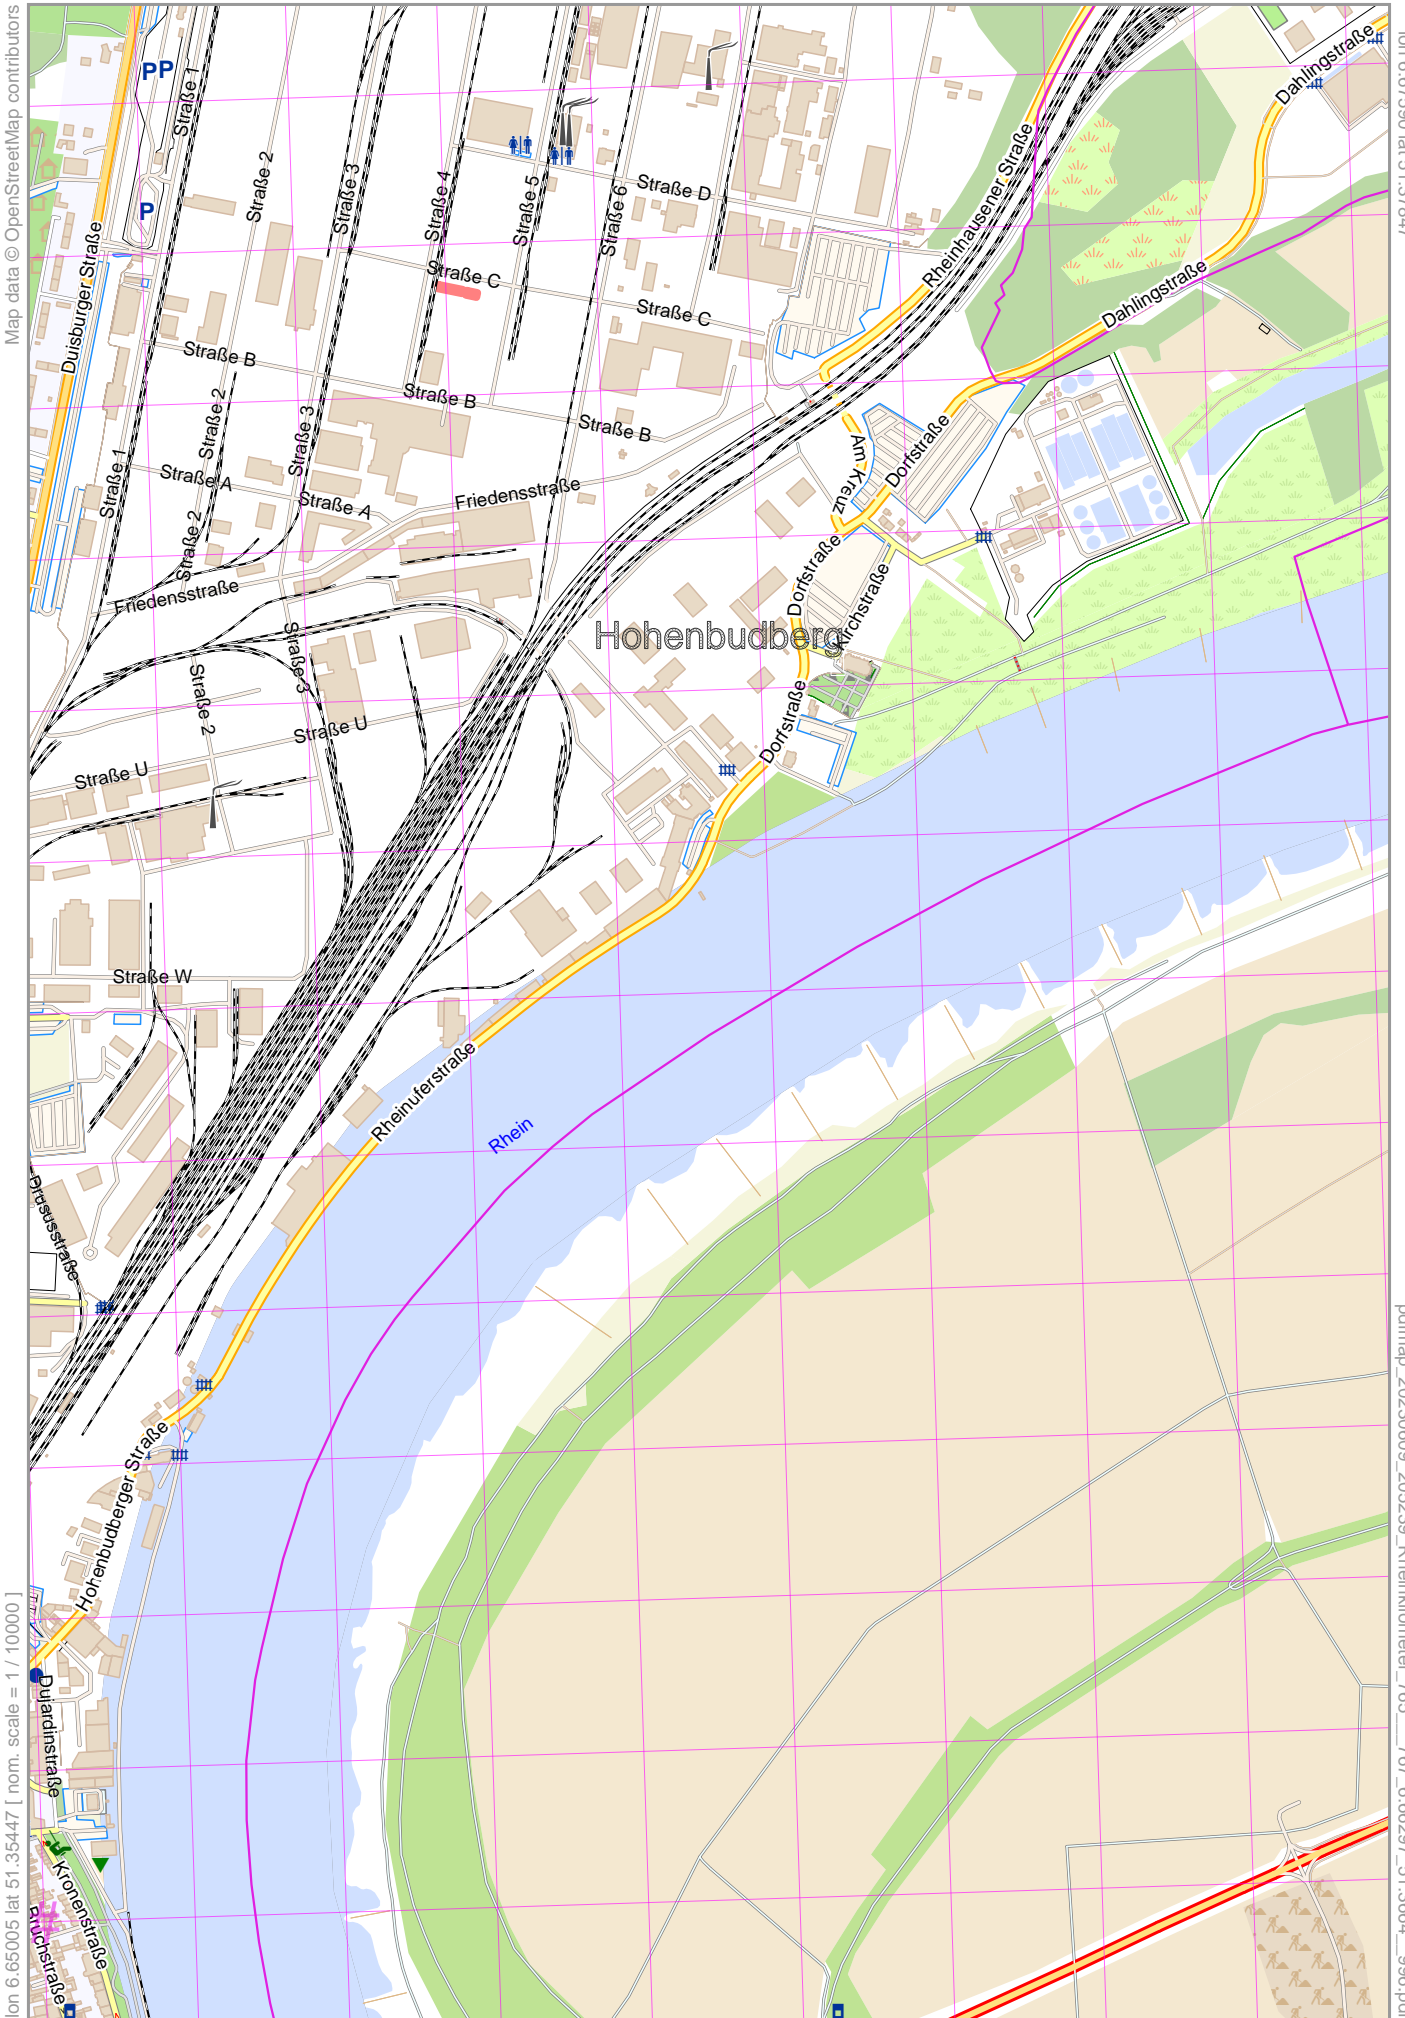 Map data © OpenStreetMap contributors
PP
P
Straße 1
Straße 2
Straße 3
Straße 4
Straße 5
Straße 6
Straße D
Straße C
Straße C
Duisburger Straße
Rheinhausener Straße
Dahlingstraße
Dahlingstraße
Straße B
Straße B
Straße B
Straße 2
Straße 3
Straße 1
Straße A
Straße A
Friedensstraße
Straße 2
Friedensstraße
Am Kreuz
Dorfstraße
Dorfstraße
Kirchstraße
Hohenbudberg
Dorfstraße
Straße 3
Straße 2
Straße U
Straße U
Straße W
Rheinuferstraße
Rhein
Drususstraße
Hohenbudberger Straße
Dujardinstraße
Kronenstraße
Bruchstraße
lon 6.65005 lat 51.35447 [ nom. scale = 1 / 10000 ]